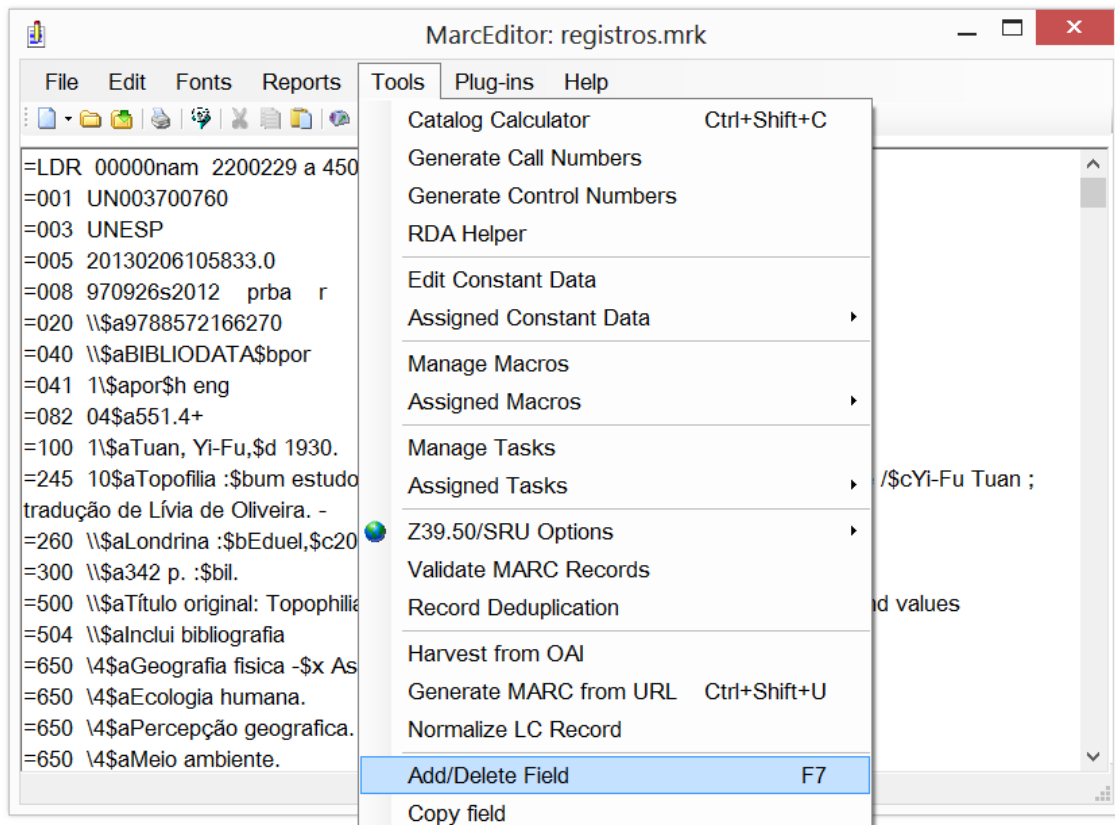 MarcEditor: registros.mrk
File Edit Fonts Reports Tools Plug-ins Help
=LDR 00000nam 2200229 a 450
=001 UN003700760
=003 UNESP
=005 20130206105833.0
=008 970926s2012 prba r
=020 \\$a9788572166270
=040 \\$aBIBLIODATA$bpor
=041 1\$apor$h eng
=082 04$a551.4+
=100 1\$aTuan, Yi-Fu,$d 1930.
=245 10$aTopofilia :$bum estudo /$cYi-Fu Tuan ;
tradução de Lívia de Oliveira. -
=260 \\$aLondrina :$bEduel,$c20
=300 \\$a342 p. :$bil.
=500 \\$aTítulo original: Topophilia values
=504 \\$aInclui bibliografia
=650 \4$aGeografia fisica -$x As
=650 \4$aEcologia humana.
=650 \4$aPercepção geografica.
=650 \4$aMeio ambiente.
Catalog Calculator Ctrl+Shift+C
Generate Call Numbers
Generate Control Numbers
RDA Helper
Edit Constant Data
Assigned Constant Data
Manage Macros
Assigned Macros
Manage Tasks
Assigned Tasks
Z39.50/SRU Options
Validate MARC Records
Record Deduplication
Harvest from OAI
Generate MARC from URL Ctrl+Shift+U
Normalize LC Record
Add/Delete Field F7
Copy field